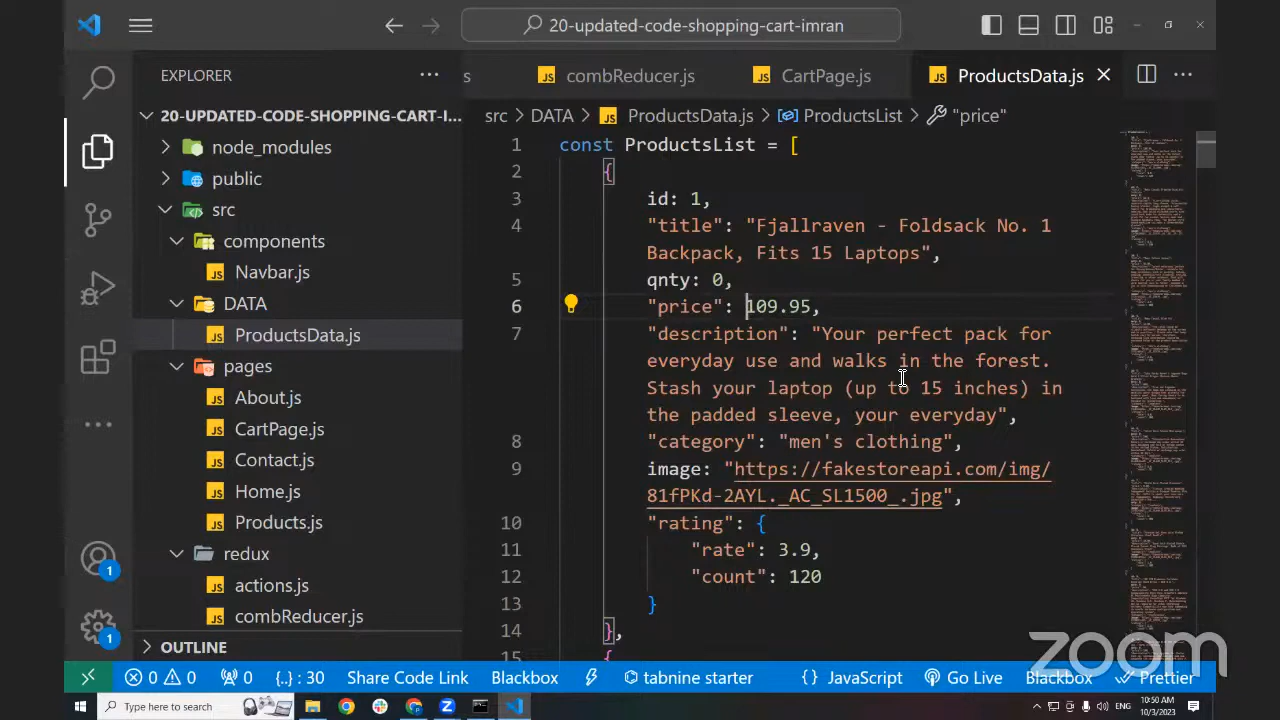 20-updated-code-shopping-cart-imran
EXPLORER
s
combReducer.js
CartPage.js
ProductsData.js
20-UPDATED-CODE-SHOPPING-CART-I...
src > DATA > ProductsData.js > ProductsList > "price"
node_modules
public
src
components
Navbar.js
DATA
ProductsData.js
pages
About.js
CartPage.js
Contact.js
Home.js
Products.js
redux
actions.js
combReducer.js
OUTLINE
1 const ProductsList = [
2 {
3 id: 1,
4 "title": "Fjallraven - Foldsack No. 1
Backpack, Fits 15 Laptops",
5 qnty: 0,
6 "price": 109.95,
7 "description": "Your perfect pack for
everyday use and walks in the forest.
Stash your laptop (up to 15 inches) in
the padded sleeve, your everyday",
8 "category": "men's clothing",
9 image: "https://fakestoreapi.com/img/
81fPKd-2AYL._AC_SL1500_.jpg",
10 "rating": {
11 "rate": 3.9,
12 "count": 120
13 }
14 },
15 {
1
1
zoom
0 0 0 {..} : 30 Share Code Link Blackbox tabnine starter {} JavaScript Go Live Blackbox Prettier
Type here to search
ENG
10:50 AM
10/3/2023